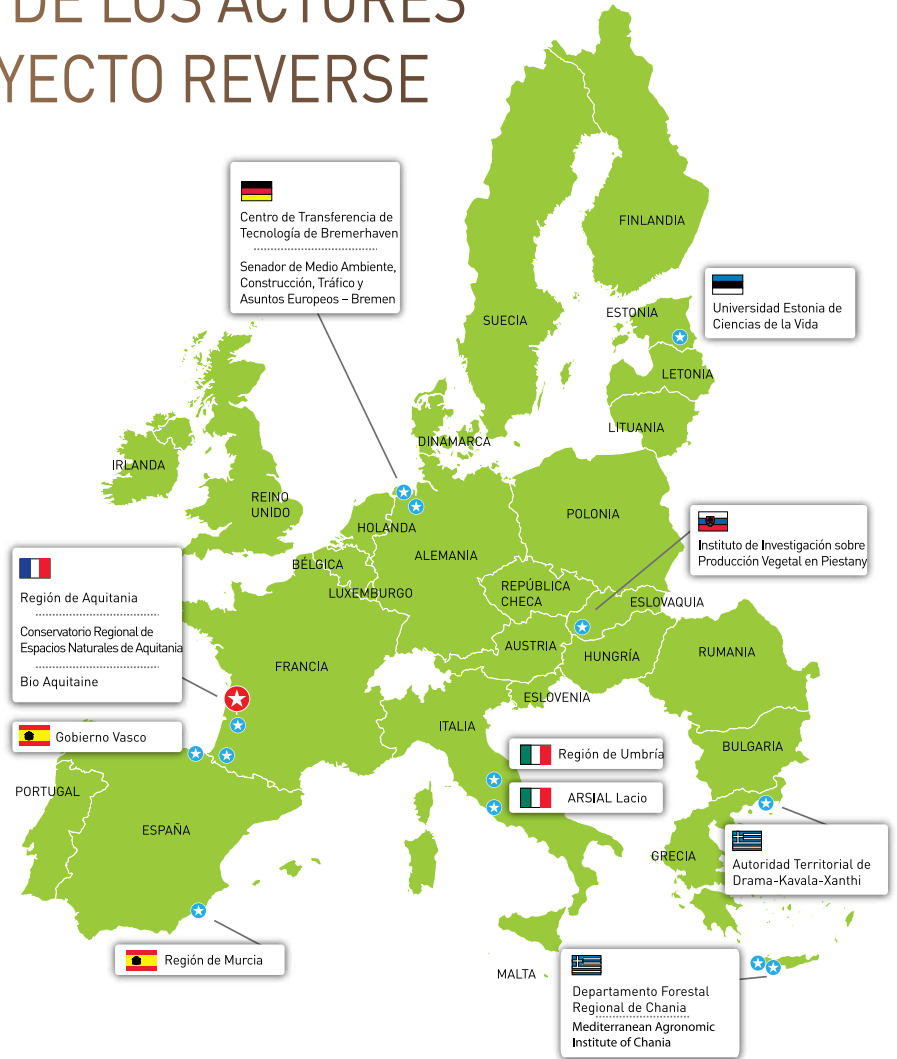 DE LOS ACTORES
YECTO REVERSE
Centro de Transferencia de
Tecnología de Bremerhaven
Senador de Medio Ambiente,
Construcción, Tráfico y
Asuntos Europeos – Bremen
FINLANDIA
SUECIA
ESTONÍA
Universidad Estonia de
Ciencias de la Vida
LETONIA
LITUANIA
DINAMARCA
IRLANDA
REINO
UNIDO
HOLANDA
ALEMANIA
POLONIA
BÉLGICA
LUXEMBURGO
REPÚBLICA
CHECA
Instituto de Investigación sobre
Producción Vegetal en Piestany
ESLOVAQUIA
AUSTRIA
HUNGRÍA
RUMANIA
ESLOVENIA
Región de Aquitania
Conservatorio Regional de
Espacios Naturales de Aquitania
Bio Aquitaine
FRANCIA
ITALIA
BULGARIA
Gobierno Vasco
Región de Umbría
ARSIAL Lacio
PORTUGAL
ESPAÑA
GRECIA
Autoridad Territorial de
Drama-Kavala-Xanthi
Región de Murcia
MALTA
Departamento Forestal
Regional de Chania
Mediterranean Agronomic
Institute of Chania